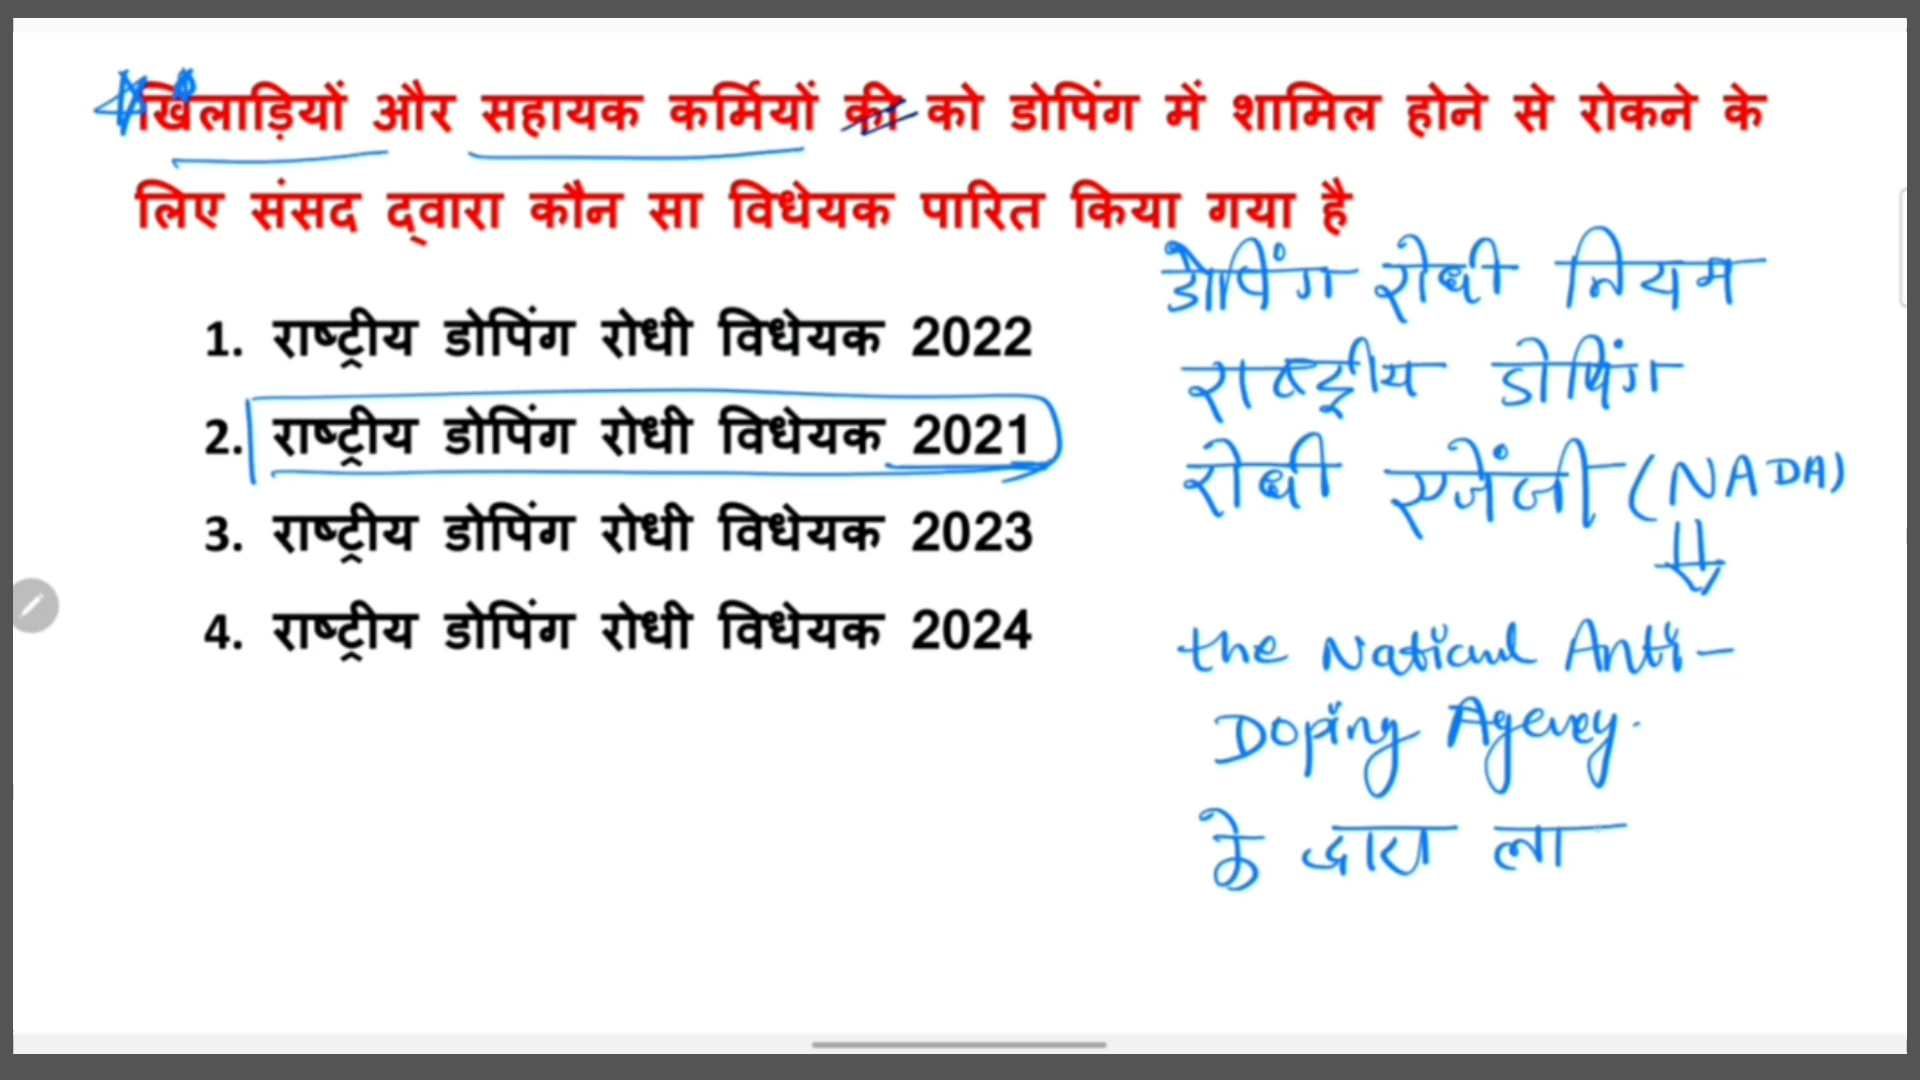 खिलाड़ियों और सहायक कर्मियों की को डोपिंग में शामिल होने से रोकने के
लिए संसद द्वारा कौन सा विधेयक पारित किया गया है
1. राष्ट्रीय डोपिंग रोधी विधेयक 2022
2. राष्ट्रीय डोपिंग रोधी विधेयक 2021
3. राष्ट्रीय डोपिंग रोधी विधेयक 2023
4. राष्ट्रीय डोपिंग रोधी विधेयक 2024
डोपिंग रोधी नियम
राष्ट्रीय डोपिंग
रोधी एजेंजी (NADA)
the National Anti-
Doping Agency.
के द्वारा ला